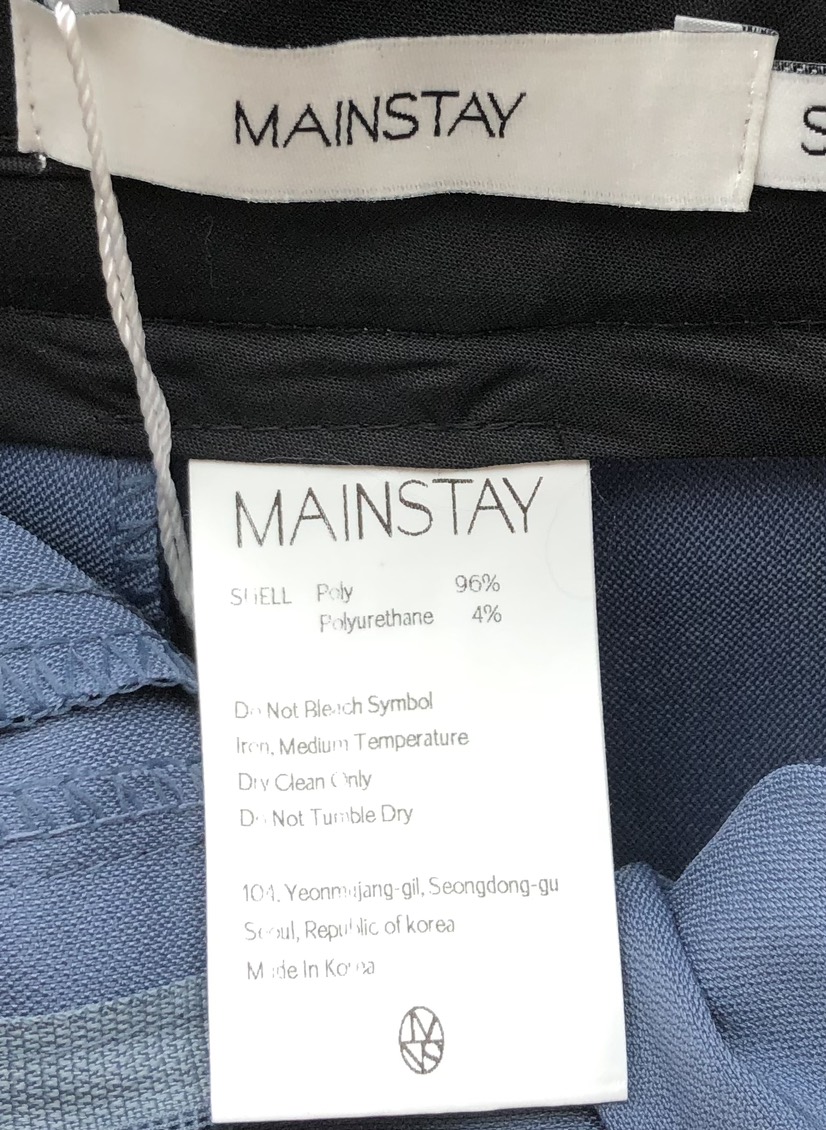 MAINSTAY
S
MAINSTAY
SHELL Poly 96%
Polyurethane 4%
Do Not Bleach Symbol
Iron, Medium Temperature
Dry Clean Only
Do Not Tumble Dry
104, Yeonmujang-gil, Seongdong-gu
Seoul, Republic of korea
Made In Korea
M
NS